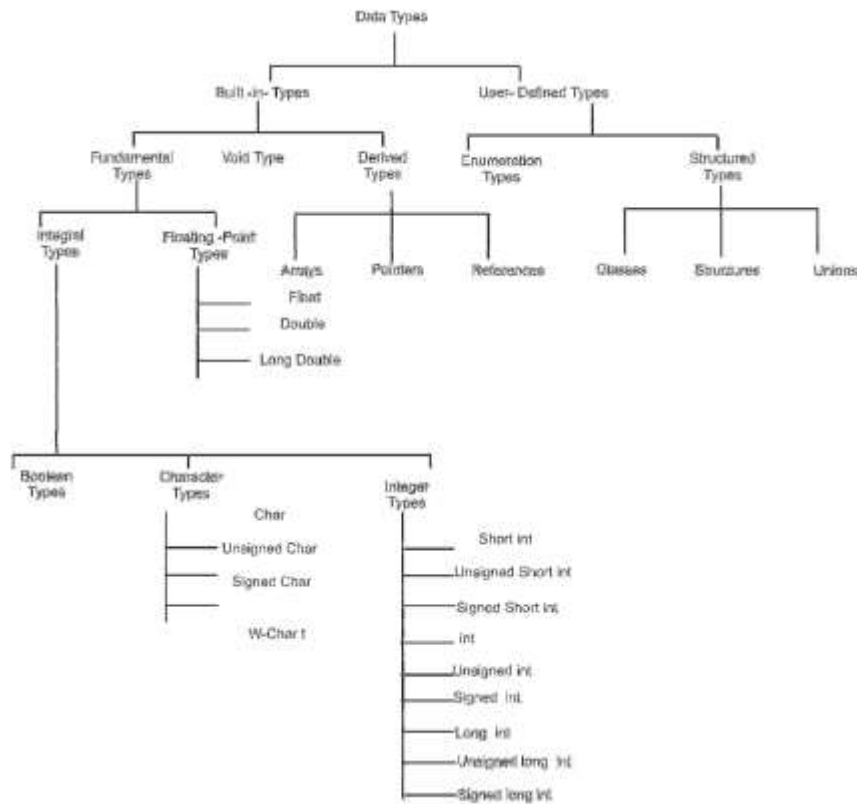 Data Types
Built -in- Types
User- Defined Types
Fundamental
Types
Void Type
Derived
Types
Enumeration
Types
Structured
Types
Integral
Types
Floating -Point
Types
Arrays
Pointers
References
Classes
Structures
Unions
Float
Double
Long Double
Boolean
Types
Character
Types
Integer
Types
Char
Unsigned Char
Signed Char
W-Char t
Short int
Unsigned Short int
Signed Short int
int
Unsigned int
Signed int
Long int
Unsigned long int
Signed long int